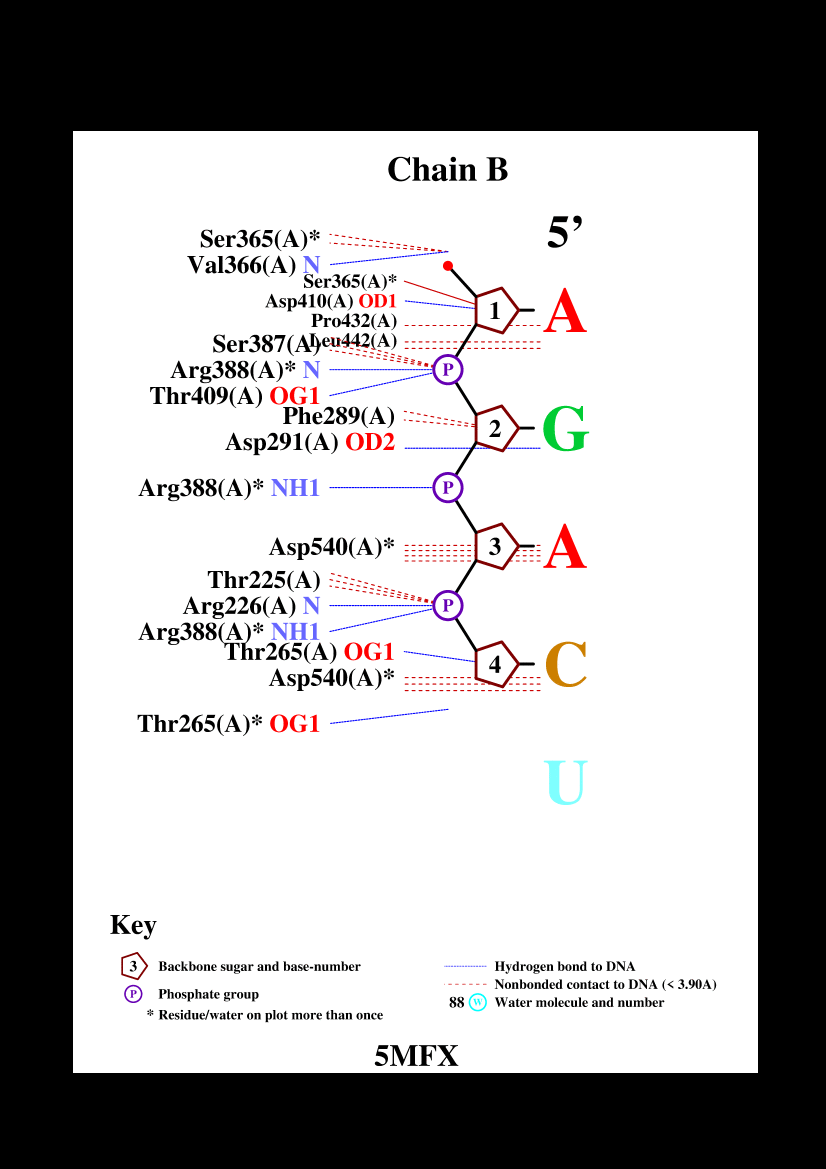 Chain B
5’
Ser365(A)*
Val366(A) N
Ser365(A)*
Asp410(A) OD1
1
A
Pro432(A)
Leu442(A)
Ser387(A)
Arg388(A)* N
P
Thr409(A) OG1
Phe289(A)
2
G
Asp291(A) OD2
Arg388(A)* NH1
P
Asp540(A)*
3
A
Thr225(A)
Arg226(A) N
P
Arg388(A)* NH1
Thr265(A) OG1
4
C
Asp540(A)*
Thr265(A)* OG1
U
Key
3 Backbone sugar and base-number
P Phosphate group
* Residue/water on plot more than once
Hydrogen bond to DNA
Nonbonded contact to DNA (< 3.90A)
88 W Water molecule and number
5MFX